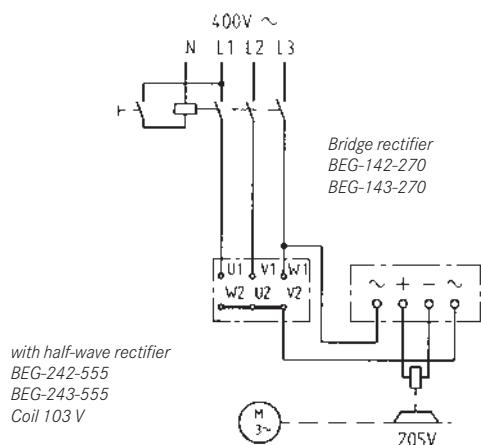 400V ~
N L1 L2 L3
Bridge rectifier
BEG-142-270
BEG-143-270
U1 V1 W1
W2 U2 V2
~ + − ~
with half-wave rectifier
BEG-242-555
BEG-243-555
Coil 103 V
M
3~
205V